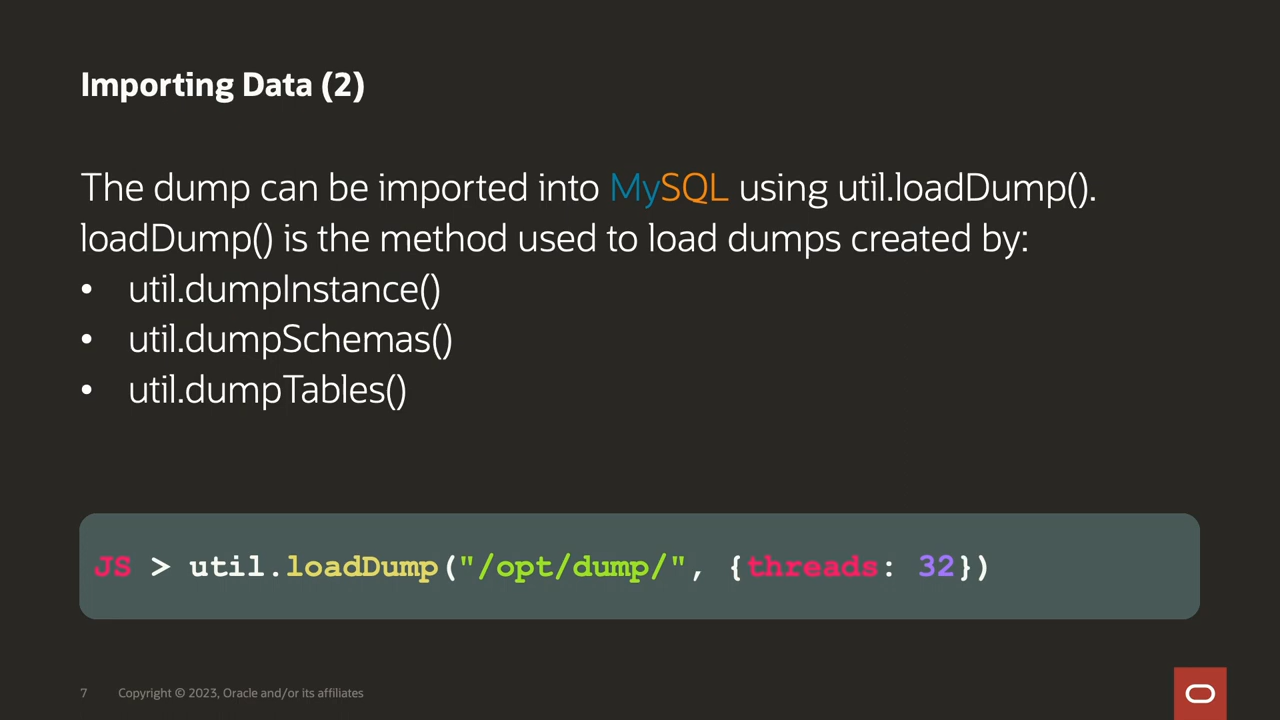 Importing Data (2)
The dump can be imported into MySQL using util.loadDump().
loadDump() is the method used to load dumps created by:
• util.dumpInstance()
• util.dumpSchemas()
• util.dumpTables()
JS > util.loadDump("/opt/dump/", {threads: 32})
7 Copyright © 2023, Oracle and/or its affiliates